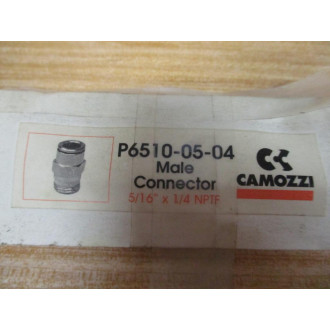 P6510-05-04
Male
Connector
5/16" x 1/4 NPTF
CAMOZZI